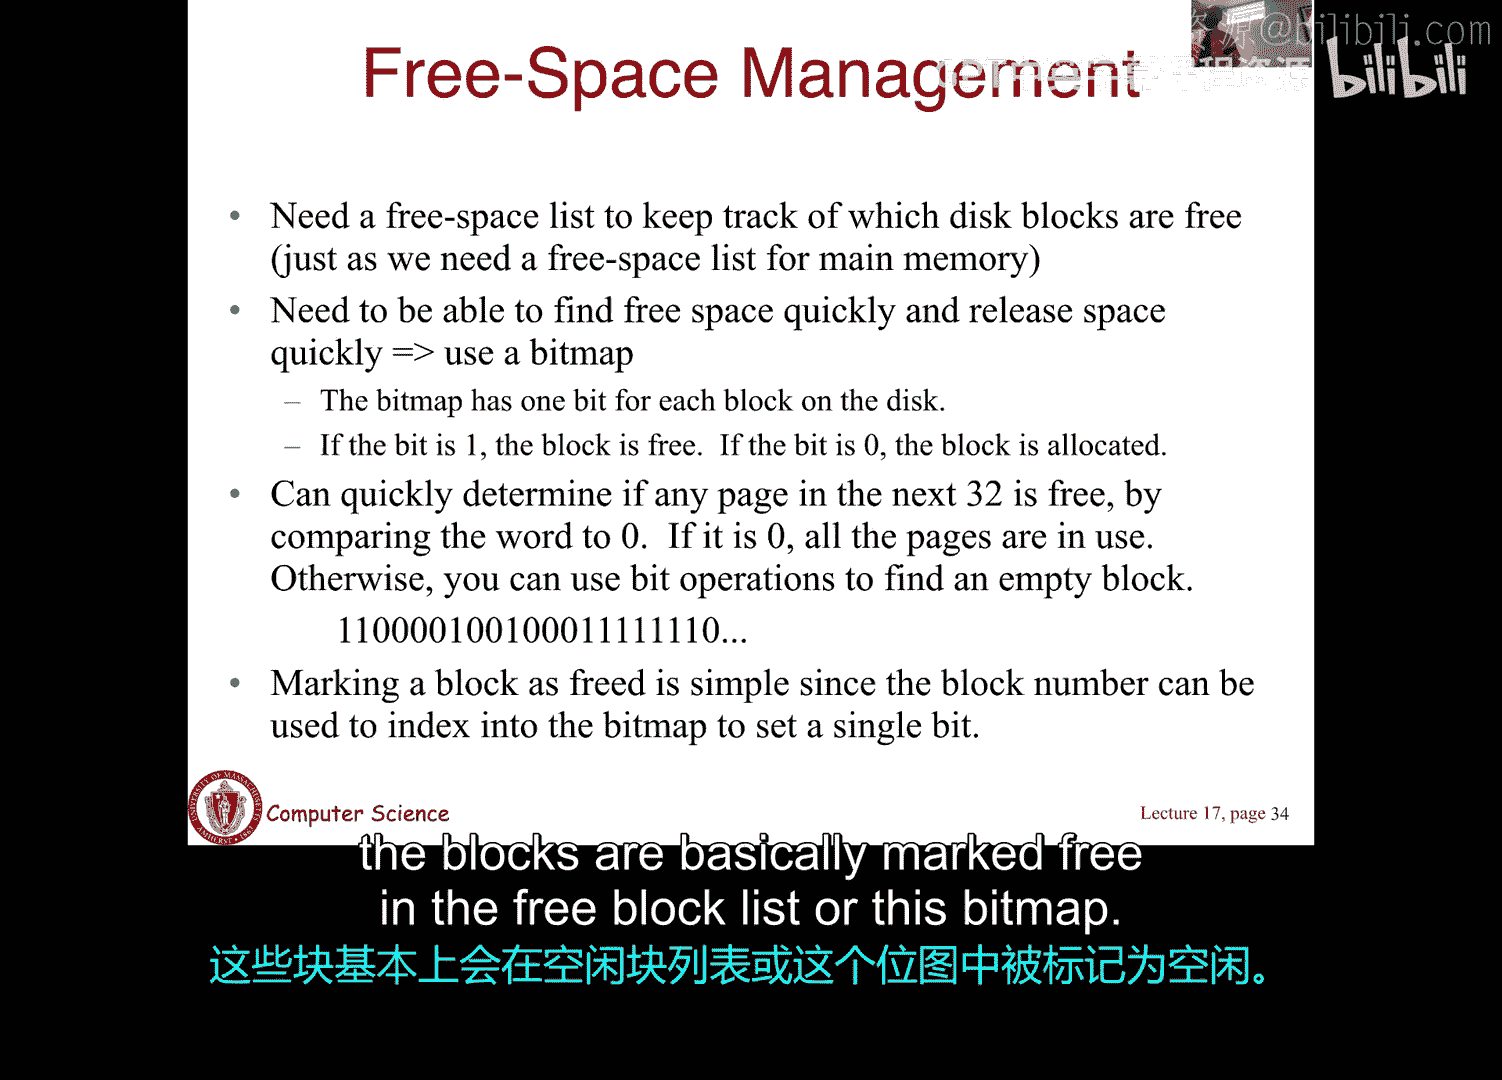 资源@bilibili.com
bilibili
Free-Space Management
• Need a free-space list to keep track of which disk blocks are free
(just as we need a free-space list for main memory)
• Need to be able to find free space quickly and release space
quickly => use a bitmap
– The bitmap has one bit for each block on the disk.
– If the bit is 1, the block is free. If the bit is 0, the block is allocated.
• Can quickly determine if any page in the next 32 is free, by
comparing the word to 0. If it is 0, all the pages are in use.
Otherwise, you can use bit operations to find an empty block.
110000100100011111110...
• Marking a block as freed is simple since the block number can be
used to index into the bitmap to set a single bit.
UNIVERSITY OF MASSACHUSETTS
AMHERST 1863
Computer Science
Lecture 17, page 34
the blocks are basically marked free
in the free block list or this bitmap.
这些块基本上会在空闲块列表或这个位图中被标记为空闲。